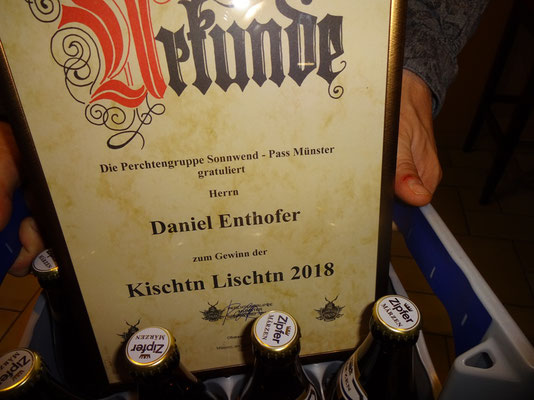 Urkunde
Die Perchtengruppe Sonnwend - Pass Münster
gratuliert
Herrn
Daniel Enthofer
zum Gewinn der
Kischtn Lischtn 2018
Zipfer
MÄRZEN
Zipfer
MÄRZEN
Zipfer
MÄRZEN
Zipfer